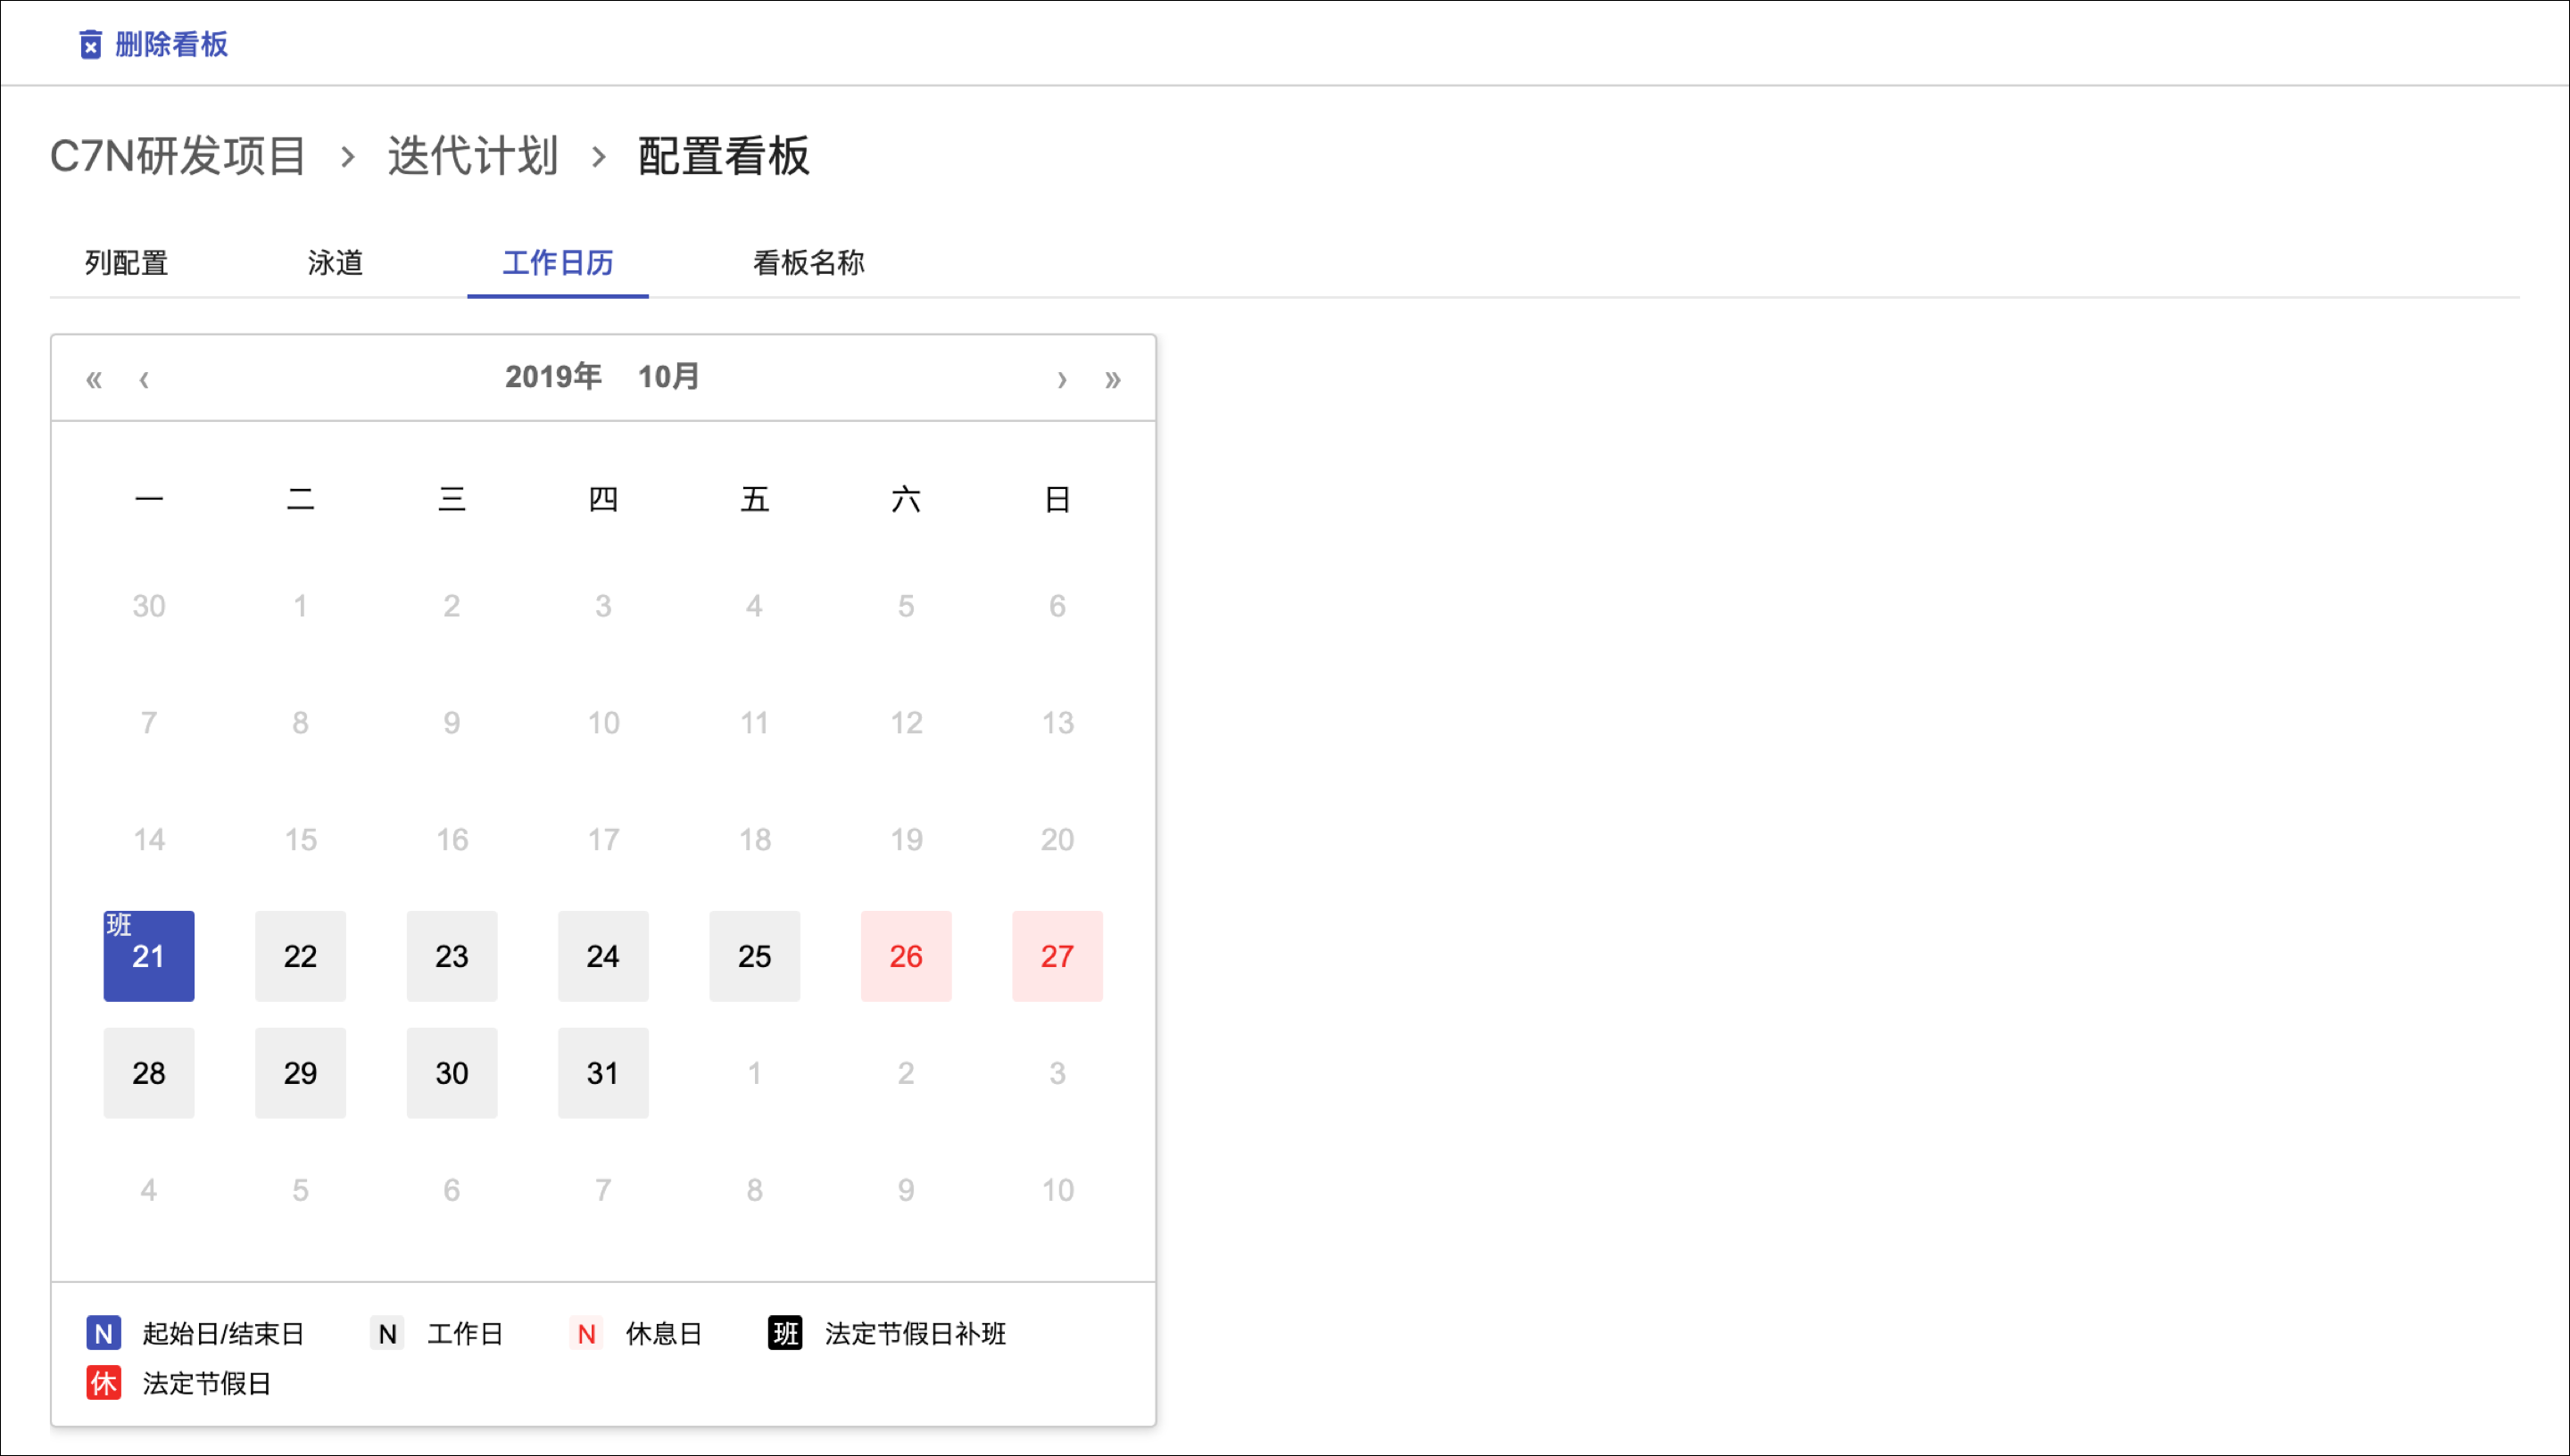 删除看板
C7N研发项目 › 迭代计划 › 配置看板
列配置 泳道 工作日历 看板名称
« ‹ 2019年 10月 › »
一 二 三 四 五 六 日
30 1 2 3 4 5 6
7 8 9 10 11 12 13
14 15 16 17 18 19 20
班
21 22 23 24 25 26 27
28 29 30 31 1 2 3
4 5 6 7 8 9 10
N 起始日/结束日 N 工作日 N 休息日 班 法定节假日补班
休 法定节假日